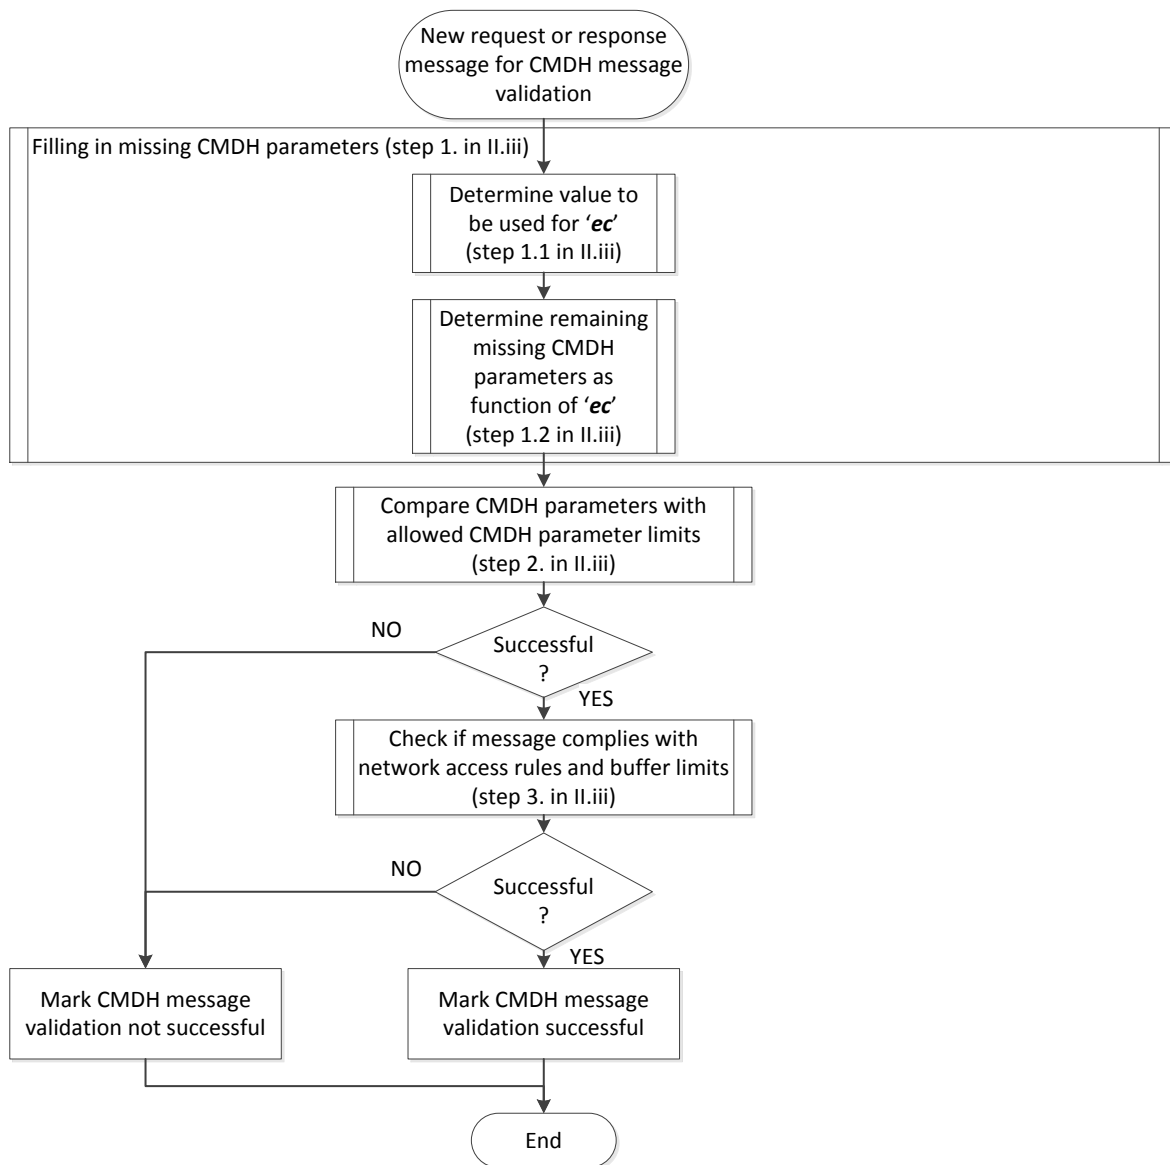 New request or response
message for CMDH message
validation
Filling in missing CMDH parameters (step 1. in II.iii)
Determine value to
be used for ‘ec’
(step 1.1 in II.iii)
Determine remaining
missing CMDH
parameters as
function of ‘ec’
(step 1.2 in II.iii)
Compare CMDH parameters with
allowed CMDH parameter limits
(step 2. in II.iii)
NO
Successful
?
YES
Check if message complies with
network access rules and buffer limits
(step 3. in II.iii)
NO
Successful
?
YES
Mark CMDH message
validation not successful
Mark CMDH message
validation successful
End